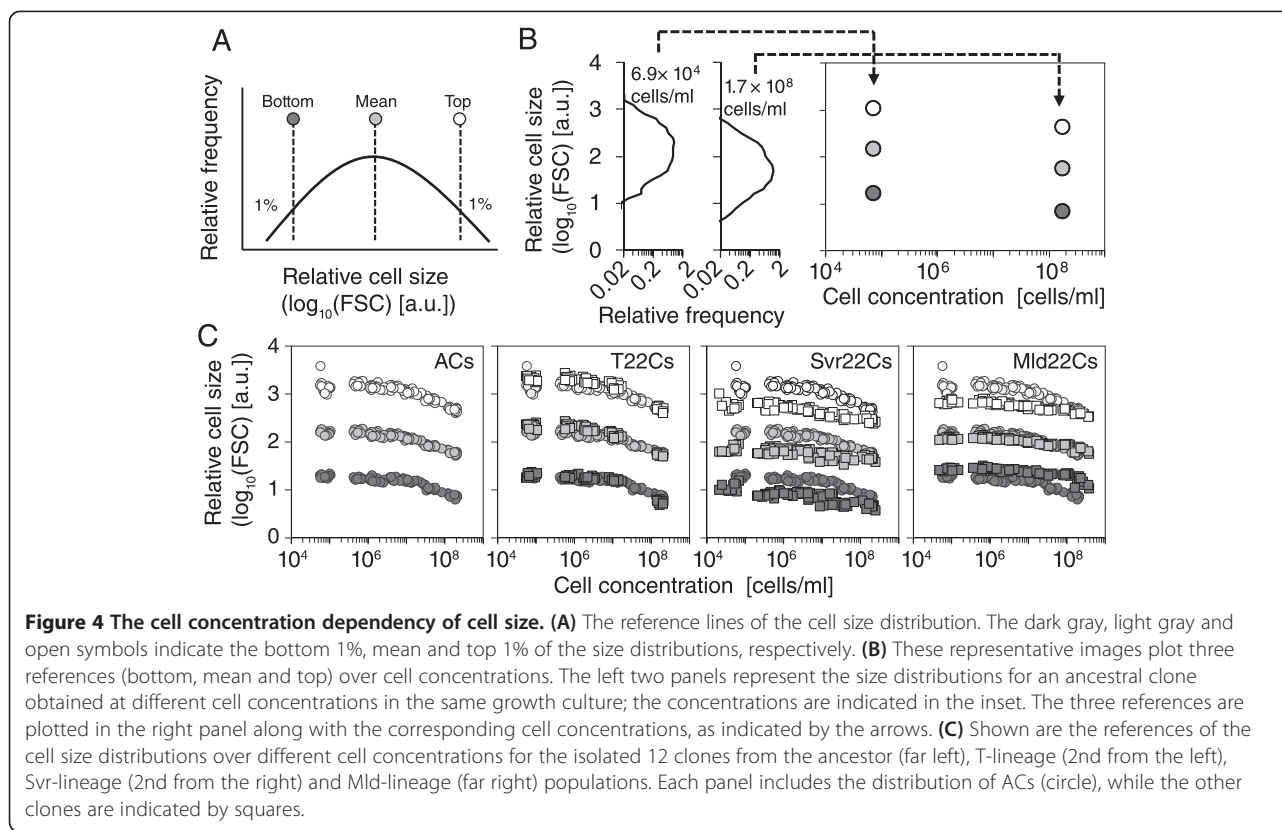 A
Bottom Mean Top
1% 1%
Relative frequency
Relative cell size
(log10(FSC) [a.u.])
B
Relative cell size
(log10(FSC) [a.u.])
4
3
2
1
0
6.9× 10^4
cells/ml
1.7× 10^8
cells/ml
0.02 0.2 2 0.02 0.2 2
Relative frequency
10^4 10^6 10^8
Cell concentration [cells/ml]
C
Relative cell size
(log10(FSC) [a.u.])
4
3
2
1
0
ACs T22Cs Svr22Cs Mld22Cs
10^4 10^6 10^8 10^4 10^6 10^8 10^4 10^6 10^8 10^4 10^6 10^8
Cell concentration [cells/ml]
Figure 4 The cell concentration dependency of cell size. (A) The reference lines of the cell size distribution. The dark gray, light gray and
open symbols indicate the bottom 1%, mean and top 1% of the size distributions, respectively. (B) These representative images plot three
references (bottom, mean and top) over cell concentrations. The left two panels represent the size distributions for an ancestral clone
obtained at different cell concentrations in the same growth culture; the concentrations are indicated in the inset. The three references are
plotted in the right panel along with the corresponding cell concentrations, as indicated by the arrows. (C) Shown are the references of the
cell size distributions over different cell concentrations for the isolated 12 clones from the ancestor (far left), T-lineage (2nd from the left),
Svr-lineage (2nd from the right) and Mld-lineage (far right) populations. Each panel includes the distribution of ACs (circle), while the other
clones are indicated by squares.